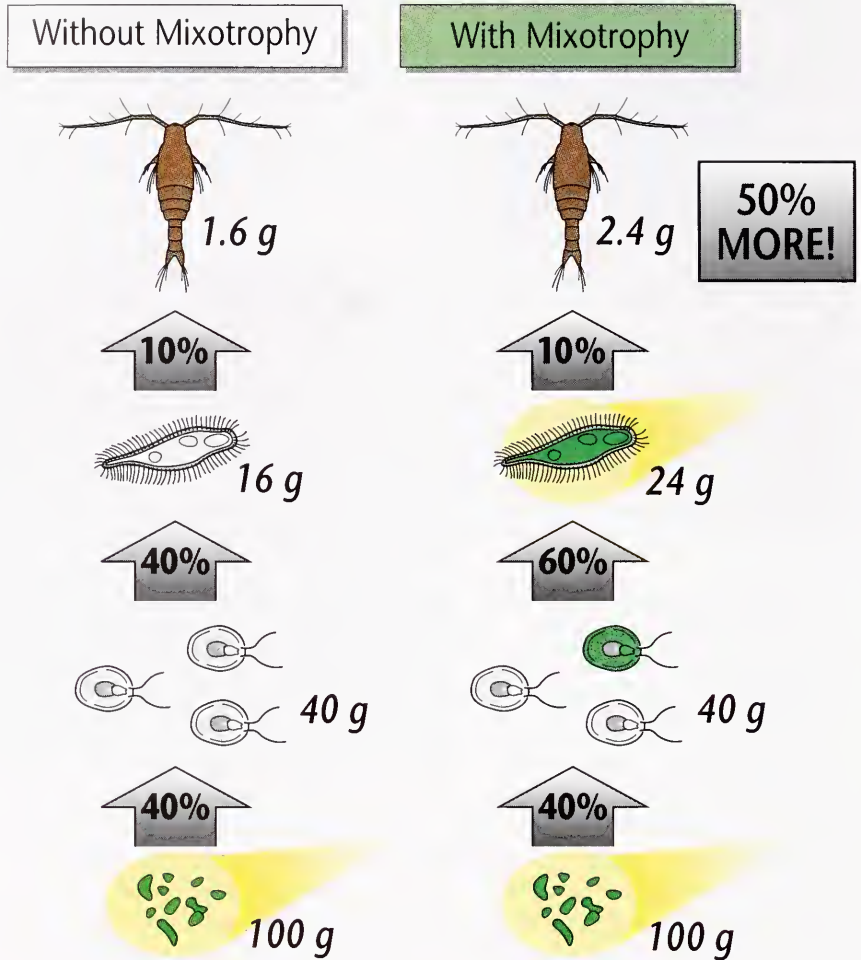 Without Mixotrophy
With Mixotrophy
1.6 g
2.4 g
50%
MORE!
10%
10%
16 g
24 g
40%
60%
40 g
40 g
40%
40%
100 g
100 g